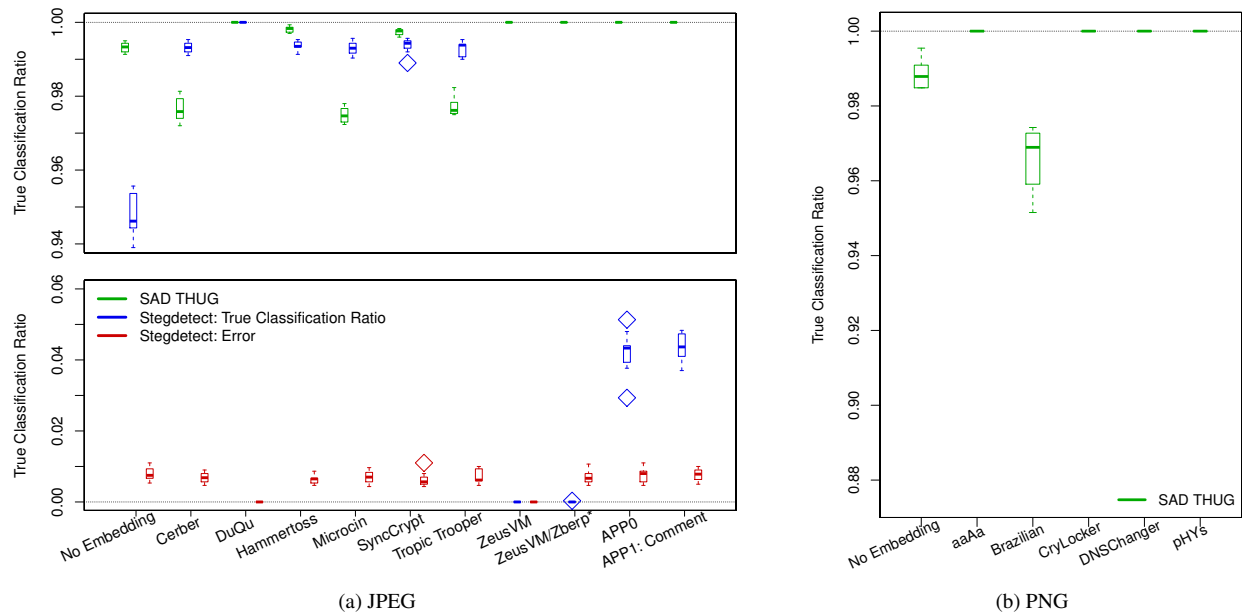 True Classification Ratio
1.00
0.98
0.96
0.94
True Classification Ratio
0.06
0.04
0.02
0.00
SAD THUG
Stegdetect: True Classification Ratio
Stegdetect: Error
No Embedding
Cerber
DuQu
Hammertoss
Microcin
SyncCrypt
Tropic Trooper
ZeusVM
ZeusVM/Zberp*
APP0
APP1: Comment
(a) JPEG
True Classification Ratio
1.00
0.98
0.96
0.94
0.92
0.90
0.88
SAD THUG
No Embedding
aaAa
Brazilian
CryLocker
DNSChanger
pHYs
(b) PNG